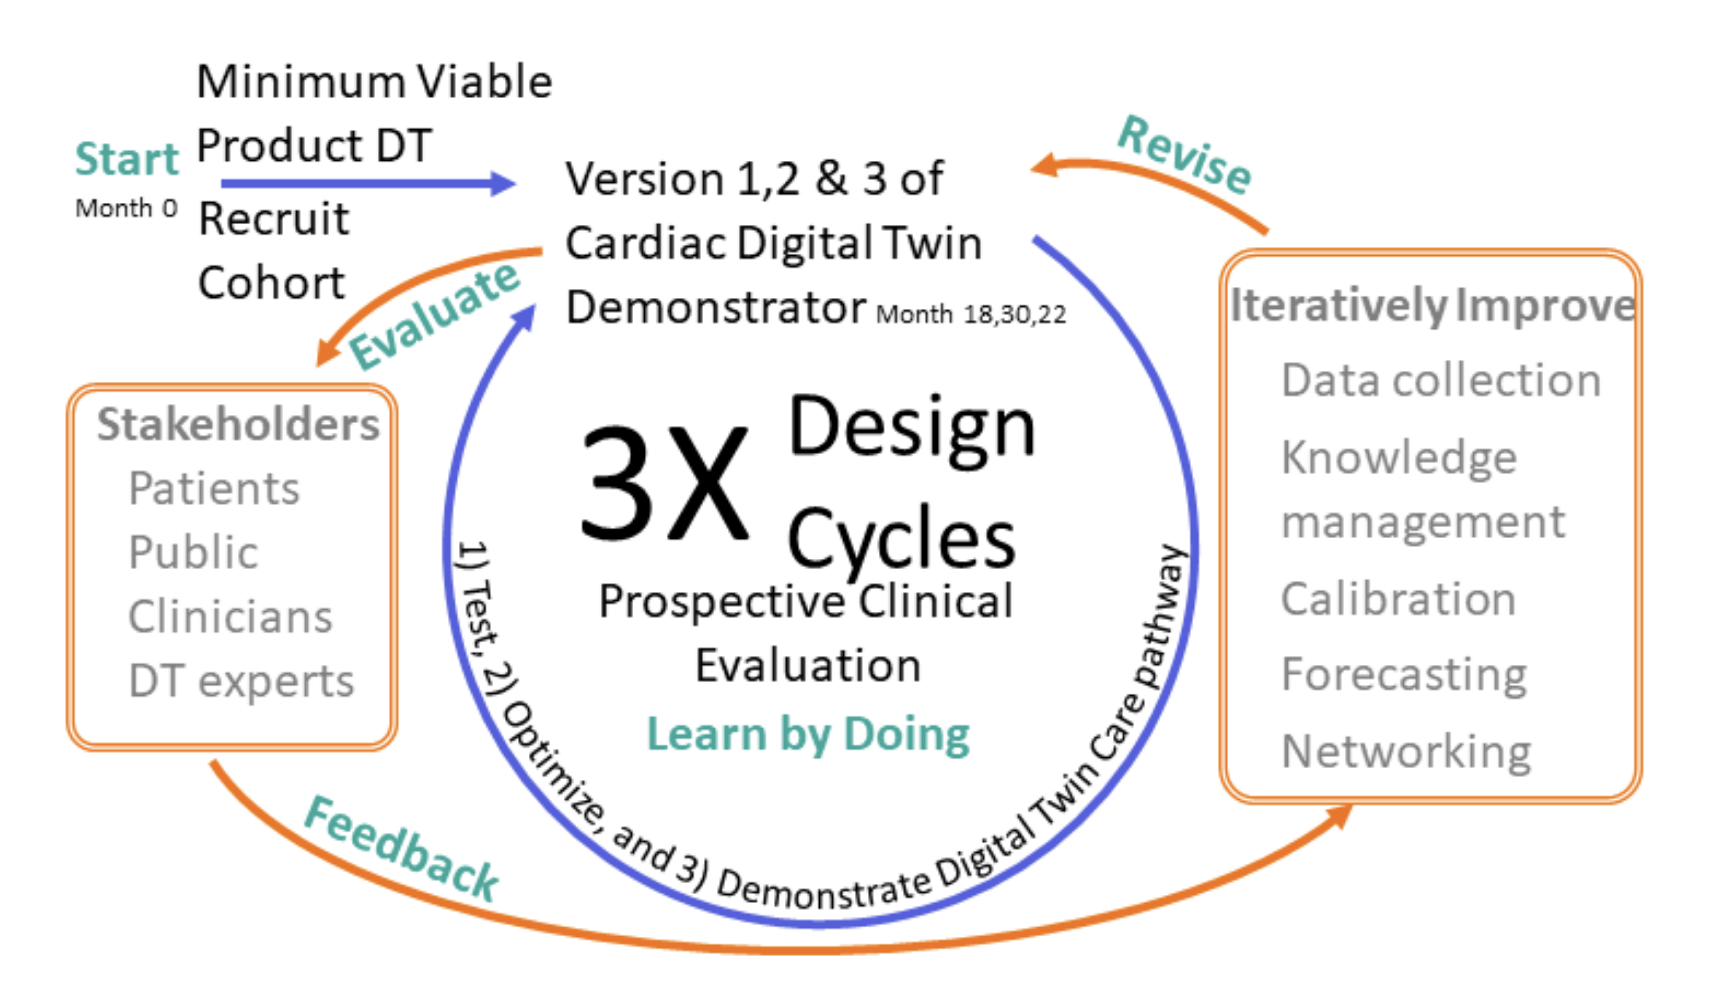 Minimum Viable
Product DT
Start
Month 0
Recruit
Cohort
Version 1,2 & 3 of
Cardiac Digital Twin
Demonstrator Month 18,30,22
Revise
Evaluate
Stakeholders
Patients
Public
Clinicians
DT experts
3X Design
Cycles
Prospective Clinical
Evaluation
Learn by Doing
1) Test, 2) Optimize, and 3) Demonstrate Digital Twin Care pathway
Iteratively Improve
Data collection
Knowledge
management
Calibration
Forecasting
Networking
Feedback